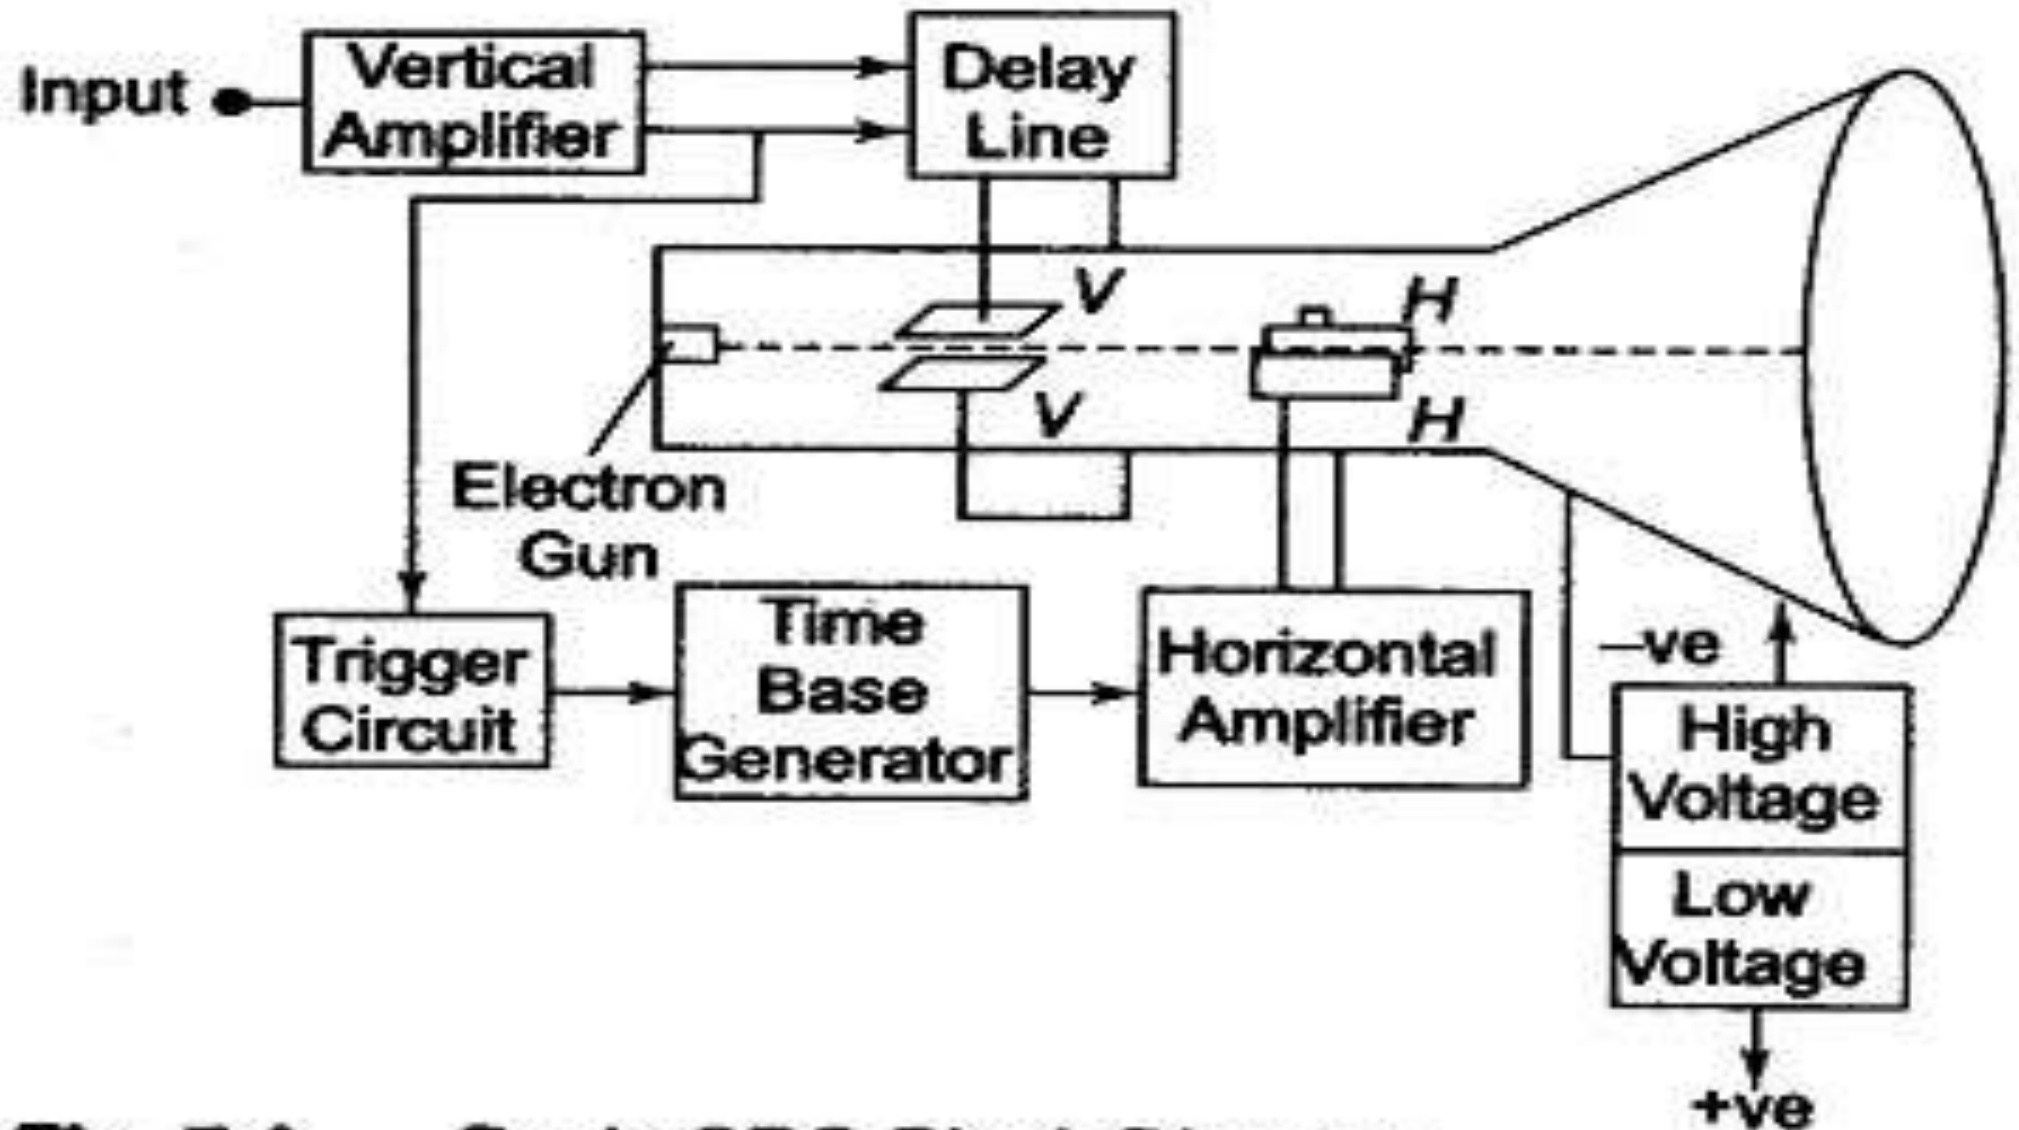 Input
Vertical
Amplifier
Delay
Line
V
H
V
H
Electron
Gun
Trigger
Circuit
Time
Base
Generator
Horizontal
Amplifier
–ve
High
Voltage
Low
Voltage
+ve